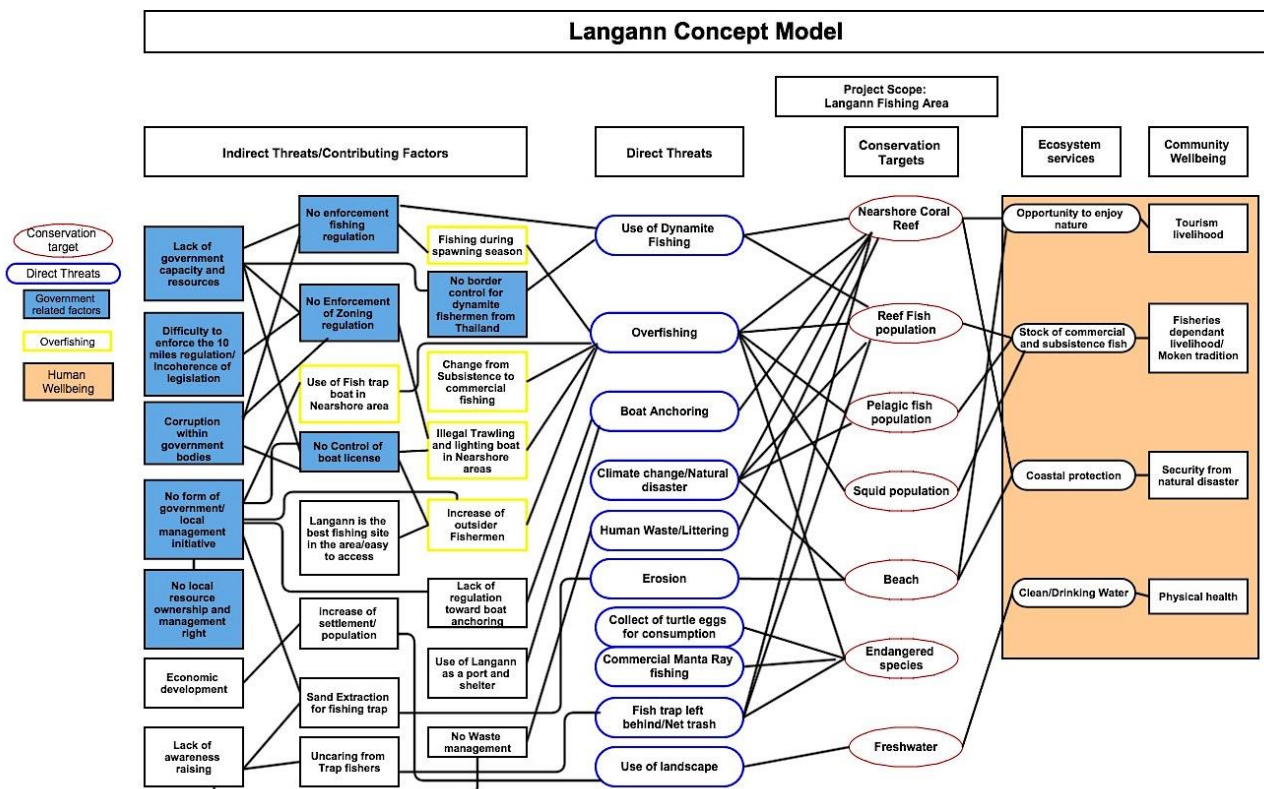 Langann Concept Model
Project Scope:
Langann Fishing Area
Indirect Threats/Contributing Factors
Direct Threats
Conservation
Targets
Ecosystem
services
Community
Wellbeing
Conservation
target
Direct Threats
Government
related factors
Overfishing
Human
Wellbeing
Lack of
government
capacity and
resources
Difficulty to
enforce the 10
miles regulation/
Incoherence of
legislation
Corruption
within
government
bodies
No form of
government/
local
management
initiative
No local
resource
ownership and
management
right
Economic
development
Lack of
awareness
raising
No enforcement
fishing
regulation
No Enforcement
of Zoning
regulation
Use of Fish trap
boat in
Nearshore area
No Control of
boat license
Langann is the
best fishing site
in the area/easy
to access
increase of
settlement/
population
Sand Extraction
for fishing trap
Uncaring from
Trap fishers
Fishing during
spawning season
No border
control for
dynamite
fishermen from
Thailand
Change from
Subsistence to
commercial
fishing
Illegal Trawling
and lighting boat
in Nearshore
areas
Increase of
outsider
Fishermen
Lack of
regulation
toward boat
anchoring
Use of Langann
as a port and
shelter
No Waste
management
Use of Dynamite
Fishing
Overfishing
Boat Anchoring
Climate change/Natural
disaster
Human Waste/Littering
Erosion
Collect of turtle eggs
for consumption
Commercial Manta Ray
fishing
Fish trap left
behind/Net trash
Use of landscape
Nearshore Coral
Reef
Reef Fish
population
Pelagic fish
population
Squid population
Beach
Endangered
species
Freshwater
Opportunity to enjoy
nature
Stock of commercial
and subsistence fish
Coastal protection
Clean/Drinking Water
Tourism
livelihood
Fisheries
dependant
livelihood/
Moken tradition
Security from
natural disaster
Physical health